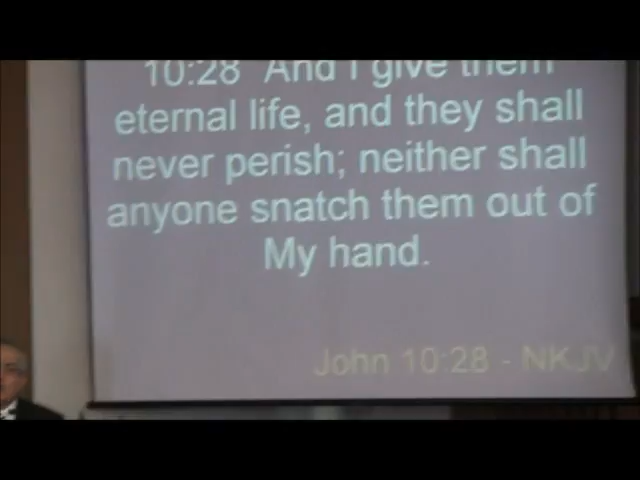 10:28 And I give them
eternal life, and they shall
never perish; neither shall
anyone snatch them out of
My hand.
John 10:28 - NKJV